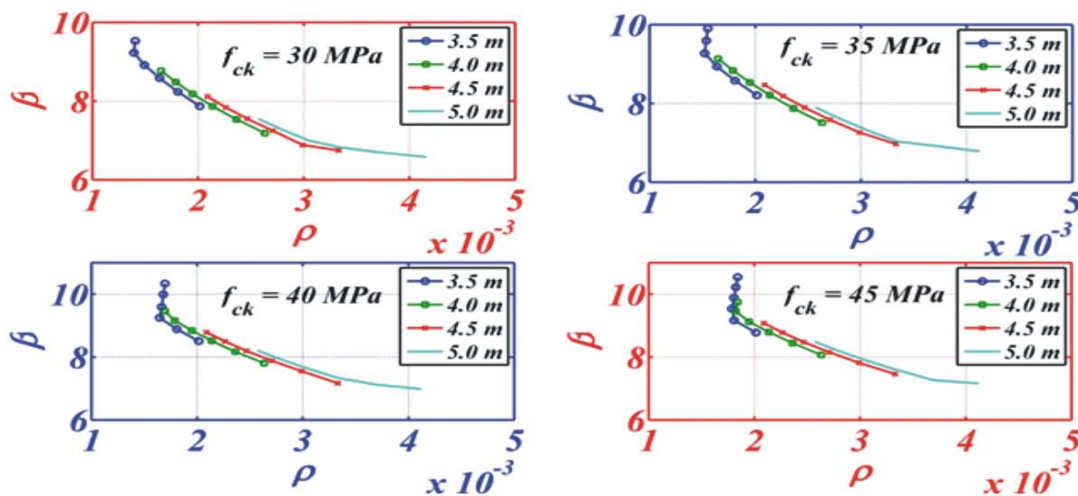 10
8
6
β
f_ck = 30 MPa
3.5 m
4.0 m
4.5 m
5.0 m
1 2 3 4 5
ρ
x 10^-3
10
8
6
β
f_ck = 35 MPa
3.5 m
4.0 m
4.5 m
5.0 m
1 2 3 4 5
ρ
x 10^-3
10
8
6
β
f_ck = 40 MPa
3.5 m
4.0 m
4.5 m
5.0 m
1 2 3 4 5
ρ
x 10^-3
10
8
6
β
f_ck = 45 MPa
3.5 m
4.0 m
4.5 m
5.0 m
1 2 3 4 5
ρ
x 10^-3